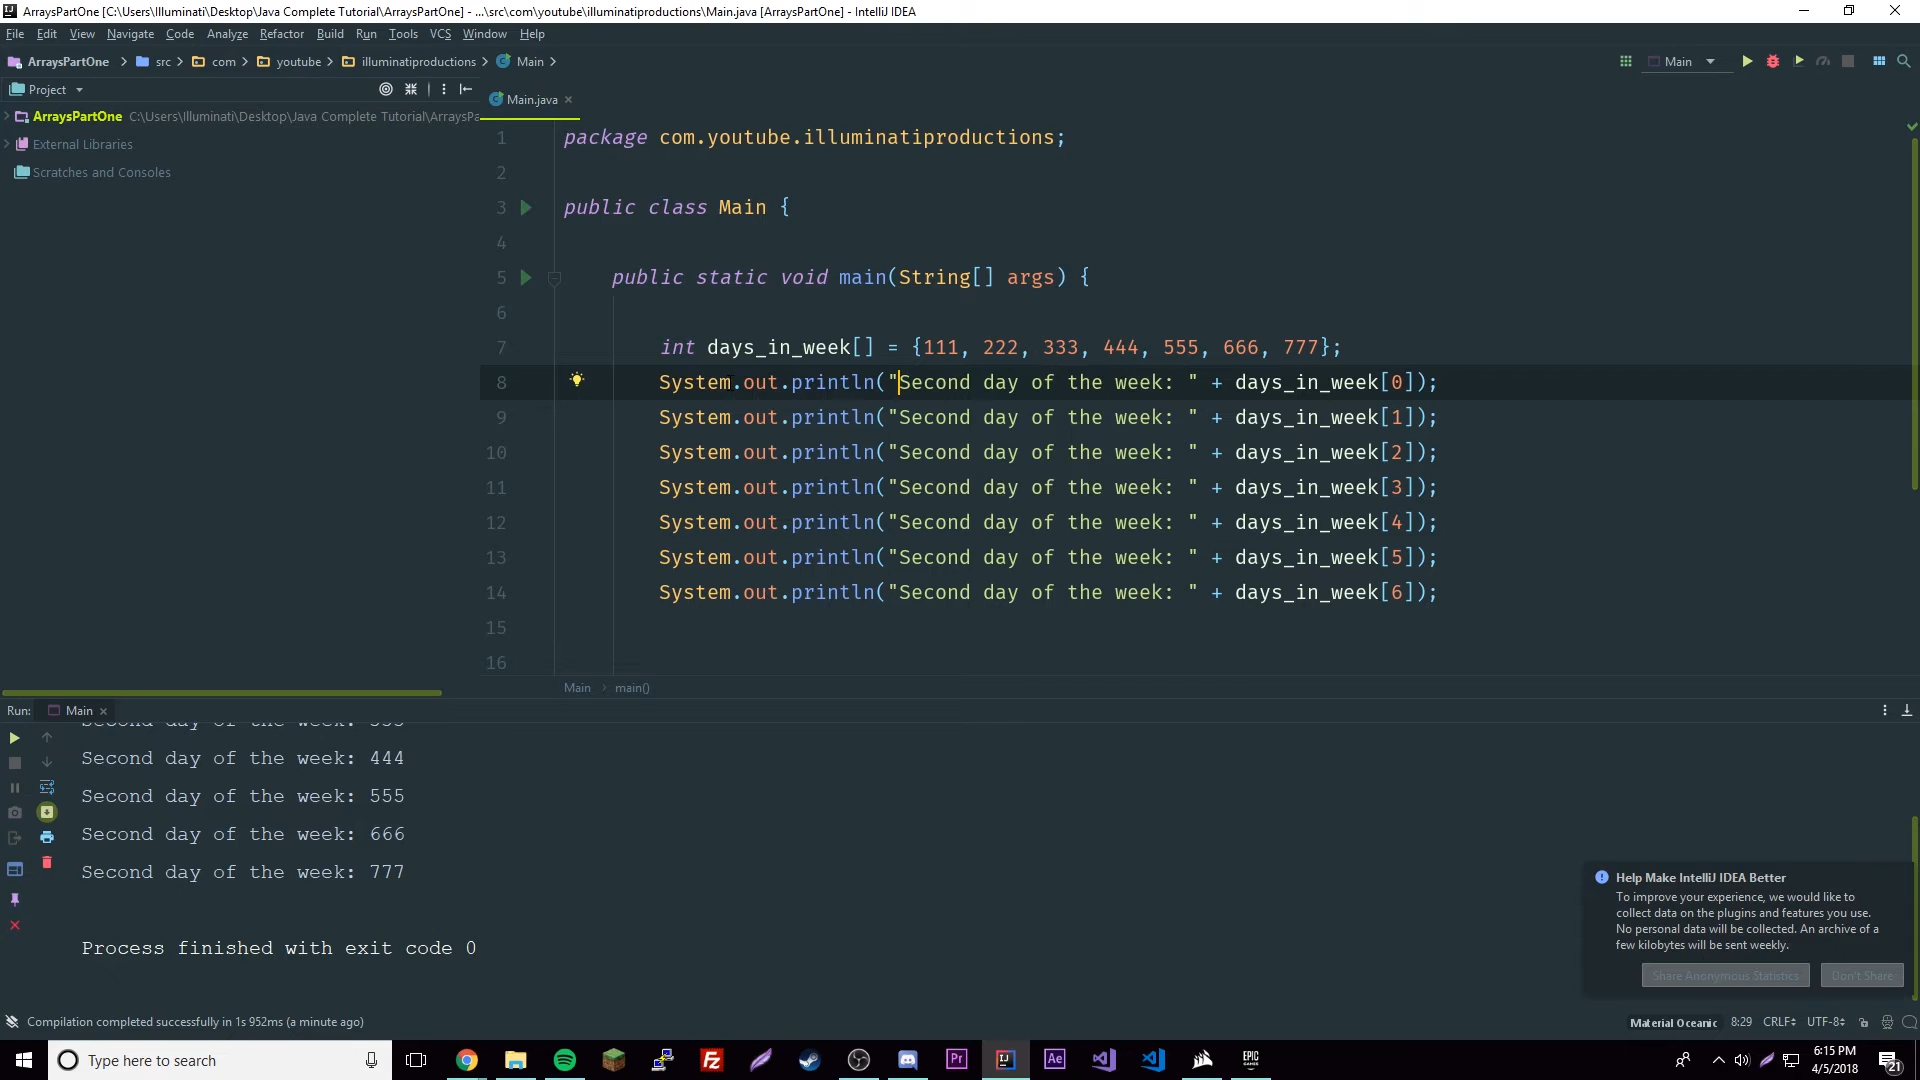 ArraysPartOne [C:\Users\Illuminati\Desktop\Java Complete Tutorial\ArraysPartOne] - ...\src\com\youtube\illuminatiproductions\Main.java [ArraysPartOne] - IntelliJ IDEA
File Edit View Navigate Code Analyze Refactor Build Run Tools VCS Window Help
ArraysPartOne src com youtube illuminatiproductions Main
Main
Project
Main.java
ArraysPartOne C:\Users\Illuminati\Desktop\Java Complete Tutorial\ArraysPa
External Libraries
Scratches and Consoles
1 package com.youtube.illuminatiproductions;
2
3 public class Main {
4
5 public static void main(String[] args) {
6
7 int days_in_week[] = {111, 222, 333, 444, 555, 666, 777};
8 System.out.println("Second day of the week: " + days_in_week[0]);
9 System.out.println("Second day of the week: " + days_in_week[1]);
10 System.out.println("Second day of the week: " + days_in_week[2]);
11 System.out.println("Second day of the week: " + days_in_week[3]);
12 System.out.println("Second day of the week: " + days_in_week[4]);
13 System.out.println("Second day of the week: " + days_in_week[5]);
14 System.out.println("Second day of the week: " + days_in_week[6]);
15
16
Main main()
Run: Main
Second day of the week: 333
Second day of the week: 444
Second day of the week: 555
Second day of the week: 666
Second day of the week: 777
Process finished with exit code 0
Help Make IntelliJ IDEA Better
To improve your experience, we would like to
collect data on the plugins and features you use.
No personal data will be collected. An archive of a
few kilobytes will be sent weekly.
Share Anonymous Statistics Don't Share
Compilation completed successfully in 1s 952ms (a minute ago)
Material Oceanic 8:29 CRLF UTF-8
Type here to search
Pr
Ae
EPIC GAMES
6:15 PM
4/5/2018
21